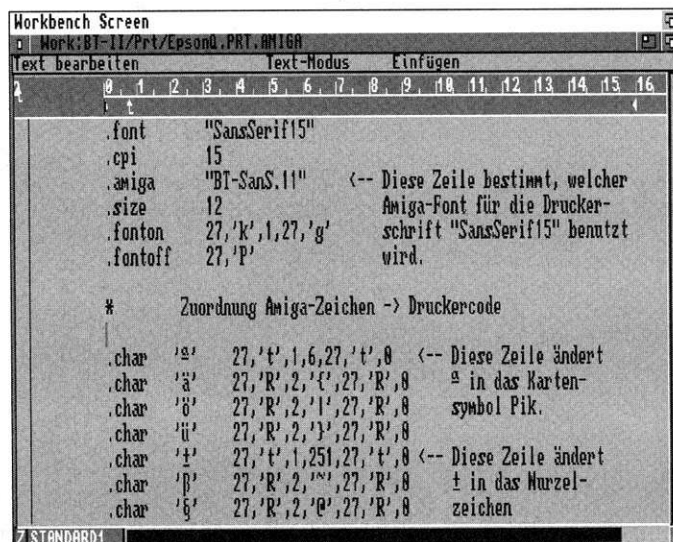 Workbench Screen
Work:BT-II/Prt/EpsonQ.PRT.AMIGA
Text bearbeiten Text-Modus Einfügen
0 1 2 3 4 5 6 7 8 9 10 11 12 13 14 15 16
.font "SansSerif15"
.cpi 15
.amiga "BT-SanS.11" <-- Diese Zeile bestimmt, welcher
.size 12 Amiga-Font für die Drucker-
.fonton 27,'k',1,27,'g' schrift "SansSerif15" benutzt
.fontoff 27,'P' wird.
* Zuordnung Amiga-Zeichen -> Druckercode
.char 'ª' 27,'t',1,6,27,'t',0 <-- Diese Zeile ändert
.char 'ä' 27,'R',2,'{',27,'R',0 ª in das Karten-
.char 'ö' 27,'R',2,'|',27,'R',0 symbol Pik.
.char 'ü' 27,'R',2,'}',27,'R',0
.char '±' 27,'t',1,251,27,'t',0 <-- Diese Zeile ändert
.char 'β' 27,'R',2,'~',27,'R',0 ± in das Wurzel-
.char '§' 27,'R',2,'@',27,'R',0 zeichen
Z STANDARD1